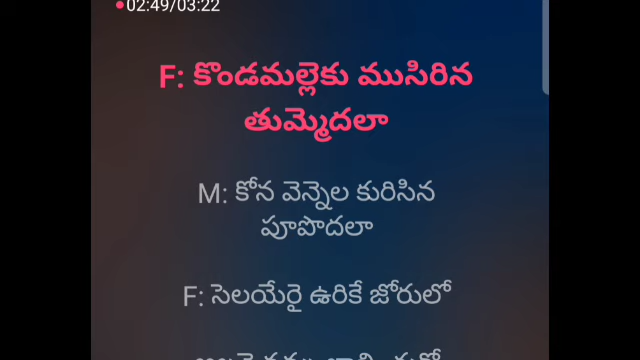 02:49/03:22
F: కొండమల్లెకు ముసిరిన
తుమ్మెదలా
M: కోన వెన్నెల కురిసిన
పూపొదలా
F: సెలయేరై ఉరికే జోరులో